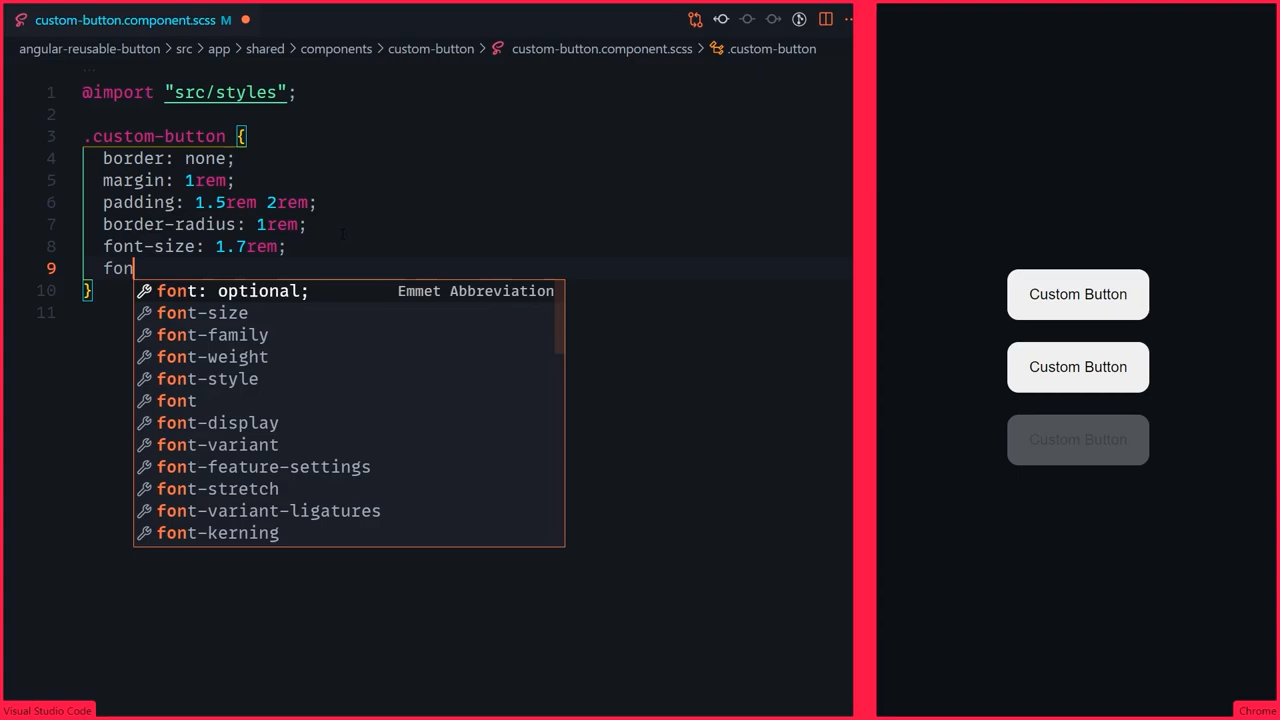 custom-button.component.scss M
angular-reusable-button > src > app > shared > components > custom-button > custom-button.component.scss > .custom-button
1 @import "src/styles";
2
3 .custom-button {
4 border: none;
5 margin: 1rem;
6 padding: 1.5rem 2rem;
7 border-radius: 1rem;
8 font-size: 1.7rem;
9 fon
10 }
11
font: optional; Emmet Abbreviation
font-size
font-family
font-weight
font-style
font
font-display
font-variant
font-feature-settings
font-stretch
font-variant-ligatures
font-kerning
Custom Button
Custom Button
Custom Button
Visual Studio Code
Chrome